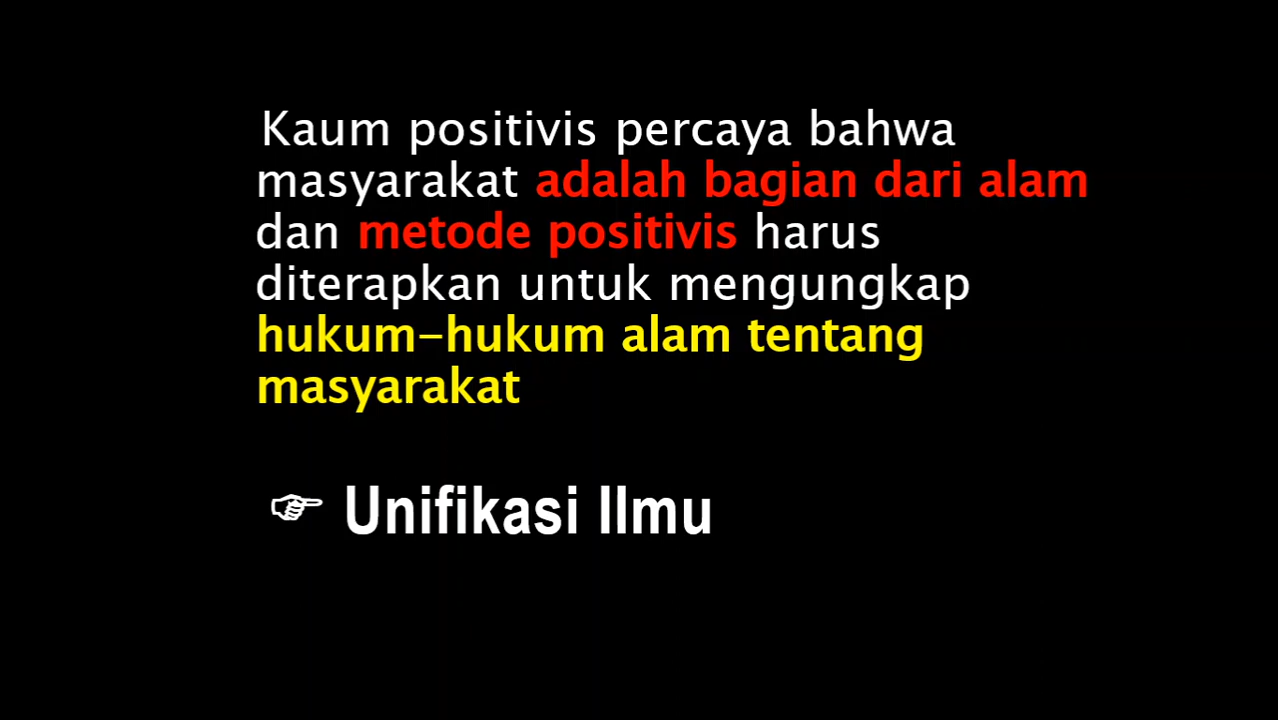 Kaum positivis percaya bahwa
masyarakat adalah bagian dari alam
dan metode positivis harus
diterapkan untuk mengungkap
hukum-hukum alam tentang
masyarakat
☞ Unifikasi Ilmu